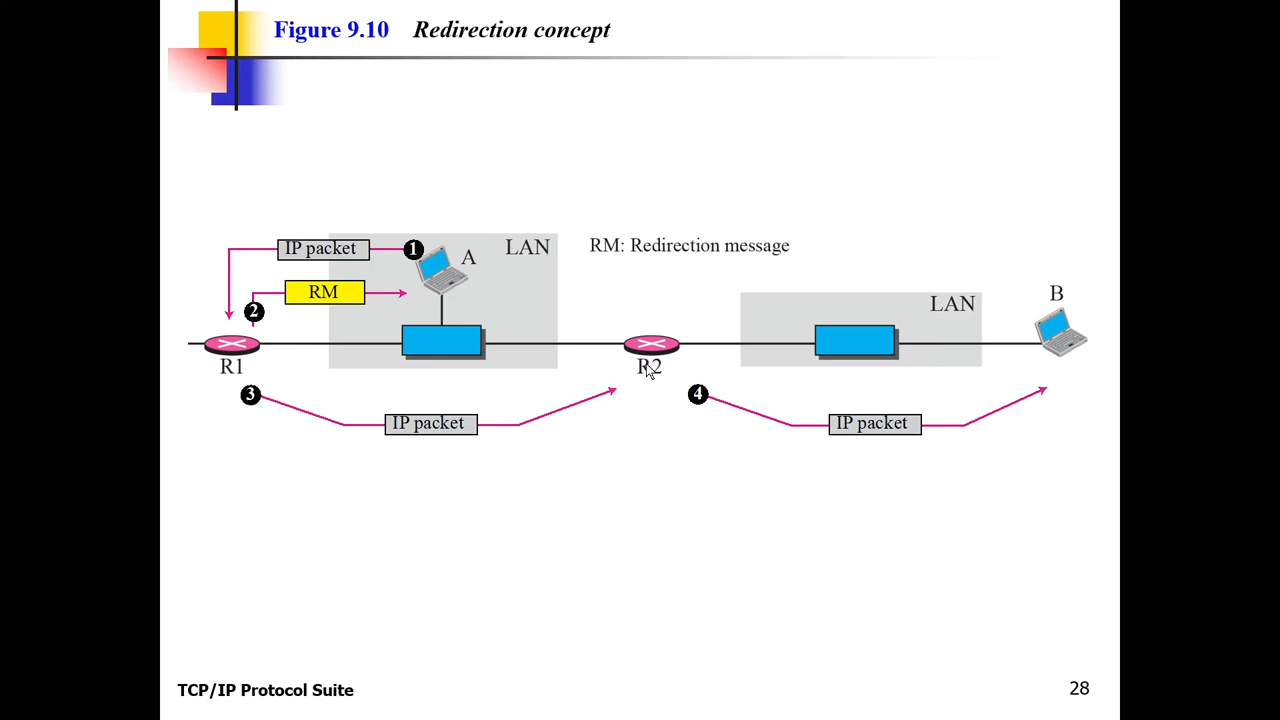 Figure 9.10 Redirection concept
IP packet
1
A
LAN
RM: Redirection message
RM
2
LAN
B
R1
R2
3
IP packet
4
IP packet
TCP/IP Protocol Suite
28